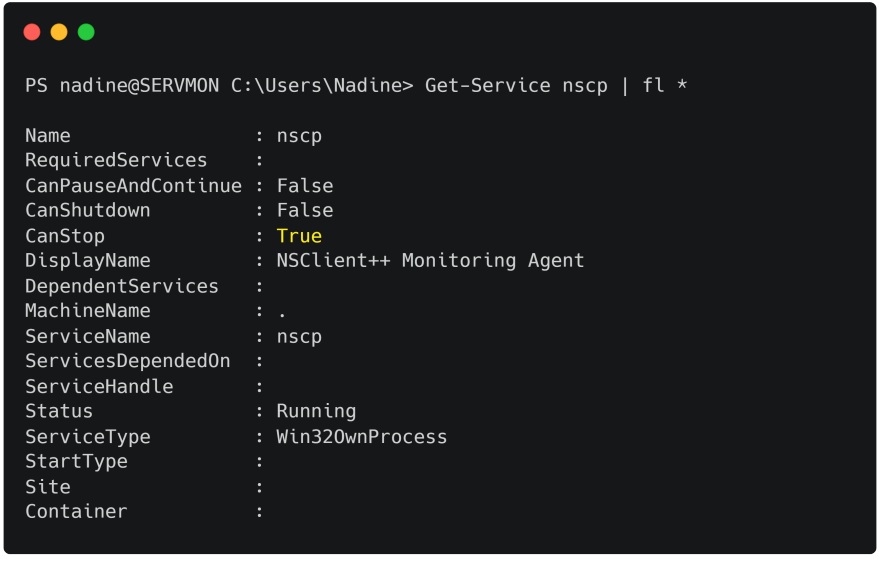 PS nadine@SERVMON C:\Users\Nadine> Get-Service nscp | fl *
Name                : nscp
RequiredServices    :
CanPauseAndContinue : False
CanShutdown         : False
CanStop             : True
DisplayName         : NSClient++ Monitoring Agent
DependentServices   :
MachineName         : .
ServiceName         : nscp
ServicesDependedOn  :
ServiceHandle       :
Status              : Running
ServiceType         : Win32OwnProcess
StartType           :
Site                :
Container           :